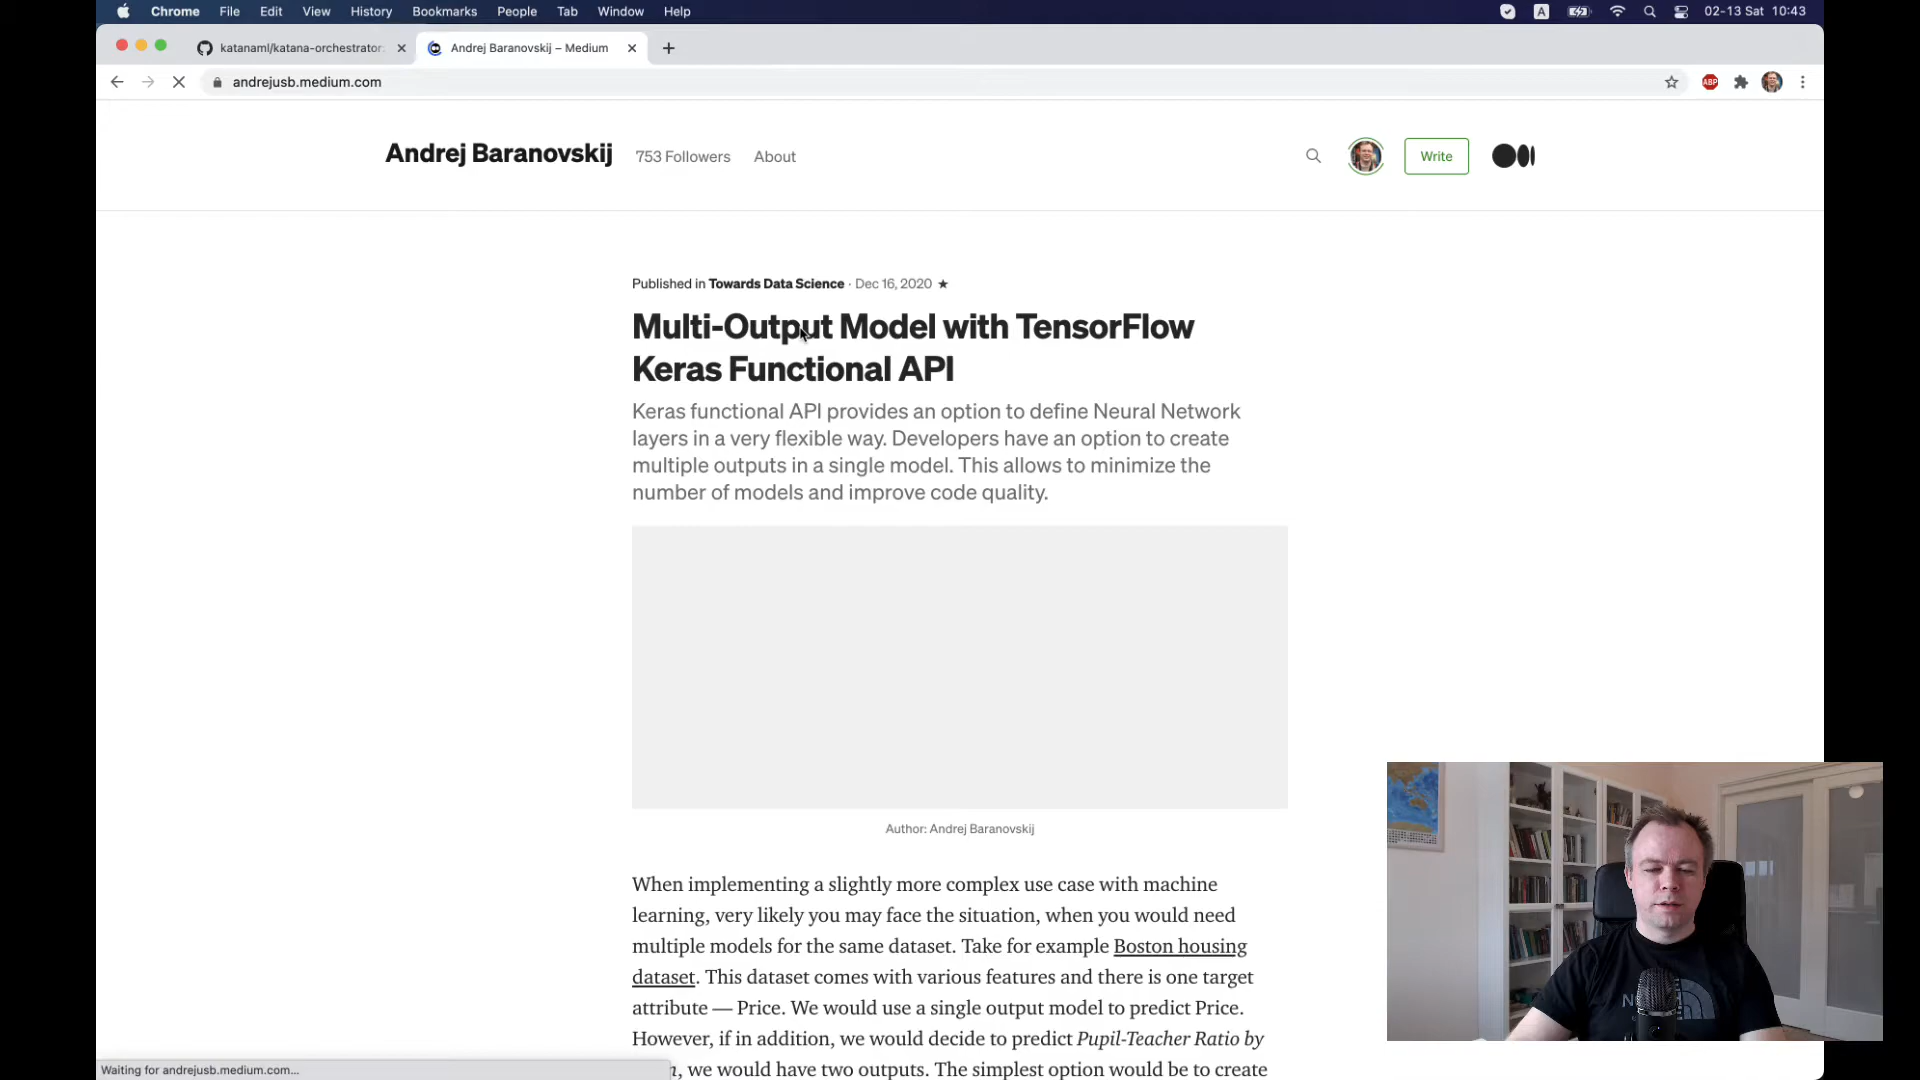 Chrome File Edit View History Bookmarks People Tab Window Help
A
02-13 Sat 10:43
katanaml/katana-orchestrator:
Andrej Baranovskij – Medium
andrejusb.medium.com
ABP
Andrej Baranovskij
753 Followers
About
Write
Published in Towards Data Science · Dec 16, 2020 ★
Multi-Output Model with TensorFlow
Keras Functional API
Keras functional API provides an option to define Neural Network
layers in a very flexible way. Developers have an option to create
multiple outputs in a single model. This allows to minimize the
number of models and improve code quality.
Author: Andrej Baranovskij
When implementing a slightly more complex use case with machine
learning, very likely you may face the situation, when you would need
multiple models for the same dataset. Take for example Boston housing
dataset. This dataset comes with various features and there is one target
attribute — Price. We would use a single output model to predict Price.
However, if in addition, we would decide to predict Pupil-Teacher Ratio by
, we would have two outputs. The simplest option would be to create
Waiting for andrejusb.medium.com...